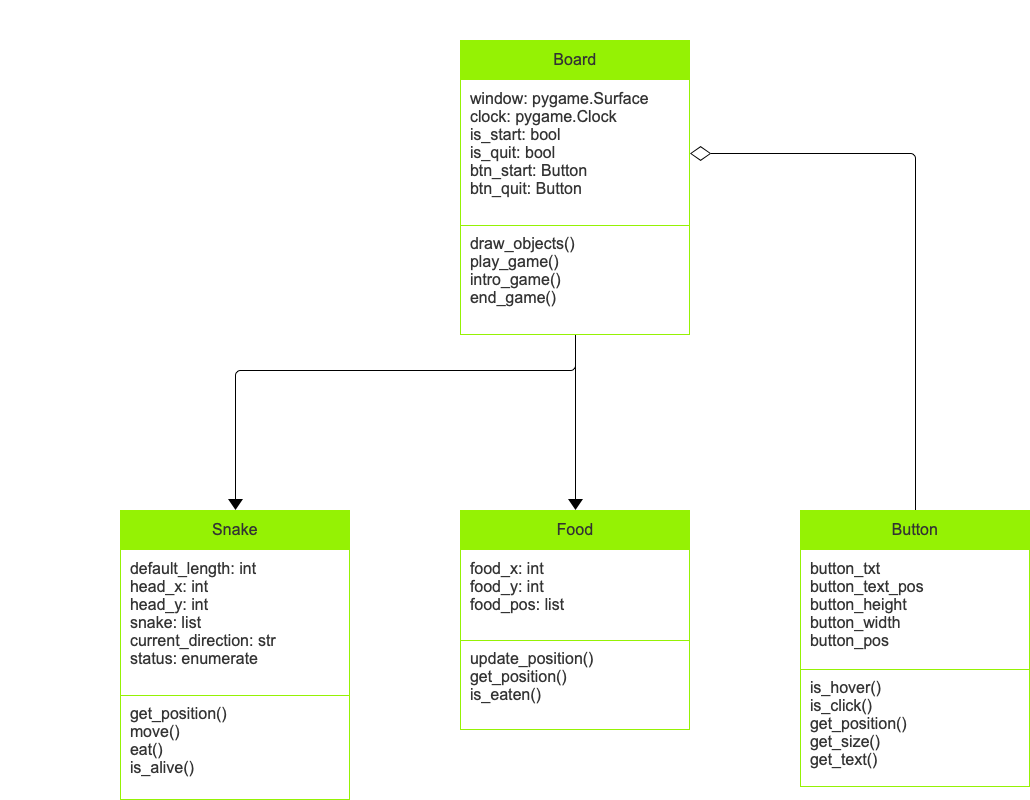 Board
window: pygame.Surface
clock: pygame.Clock
is_start: bool
is_quit: bool
btn_start: Button
btn_quit: Button
draw_objects()
play_game()
intro_game()
end_game()
Snake
default_length: int
head_x: int
head_y: int
snake: list
current_direction: str
status: enumerate
get_position()
move()
eat()
is_alive()
Food
food_x: int
food_y: int
food_pos: list
update_position()
get_position()
is_eaten()
Button
button_txt
button_text_pos
button_height
button_width
button_pos
is_hover()
is_click()
get_position()
get_size()
get_text()